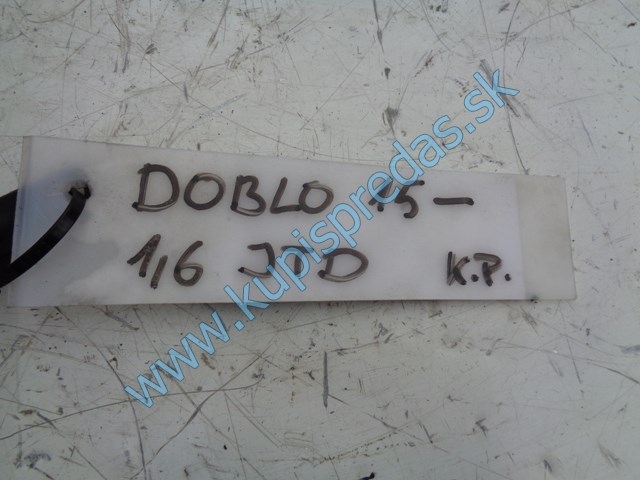 DOBLO 15 –
1,6 JTD K.P.
www.kupispredas.sk